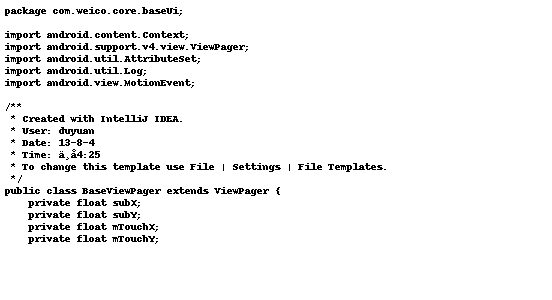 package com.weico.core.baseUi;

import android.content.Context;
import android.support.v4.view.ViewPager;
import android.util.AttributeSet;
import android.util.Log;
import android.view.MotionEvent;

/**
 * Created with IntelliJ IDEA.
 * User: duyuan
 * Date: 13-8-4
 * Time: ä¸å4:25
 * To change this template use File | Settings | File Templates.
 */
public class BaseViewPager extends ViewPager {
    private float subX;
    private float subY;
    private float mTouchX;
    private float mTouchY;